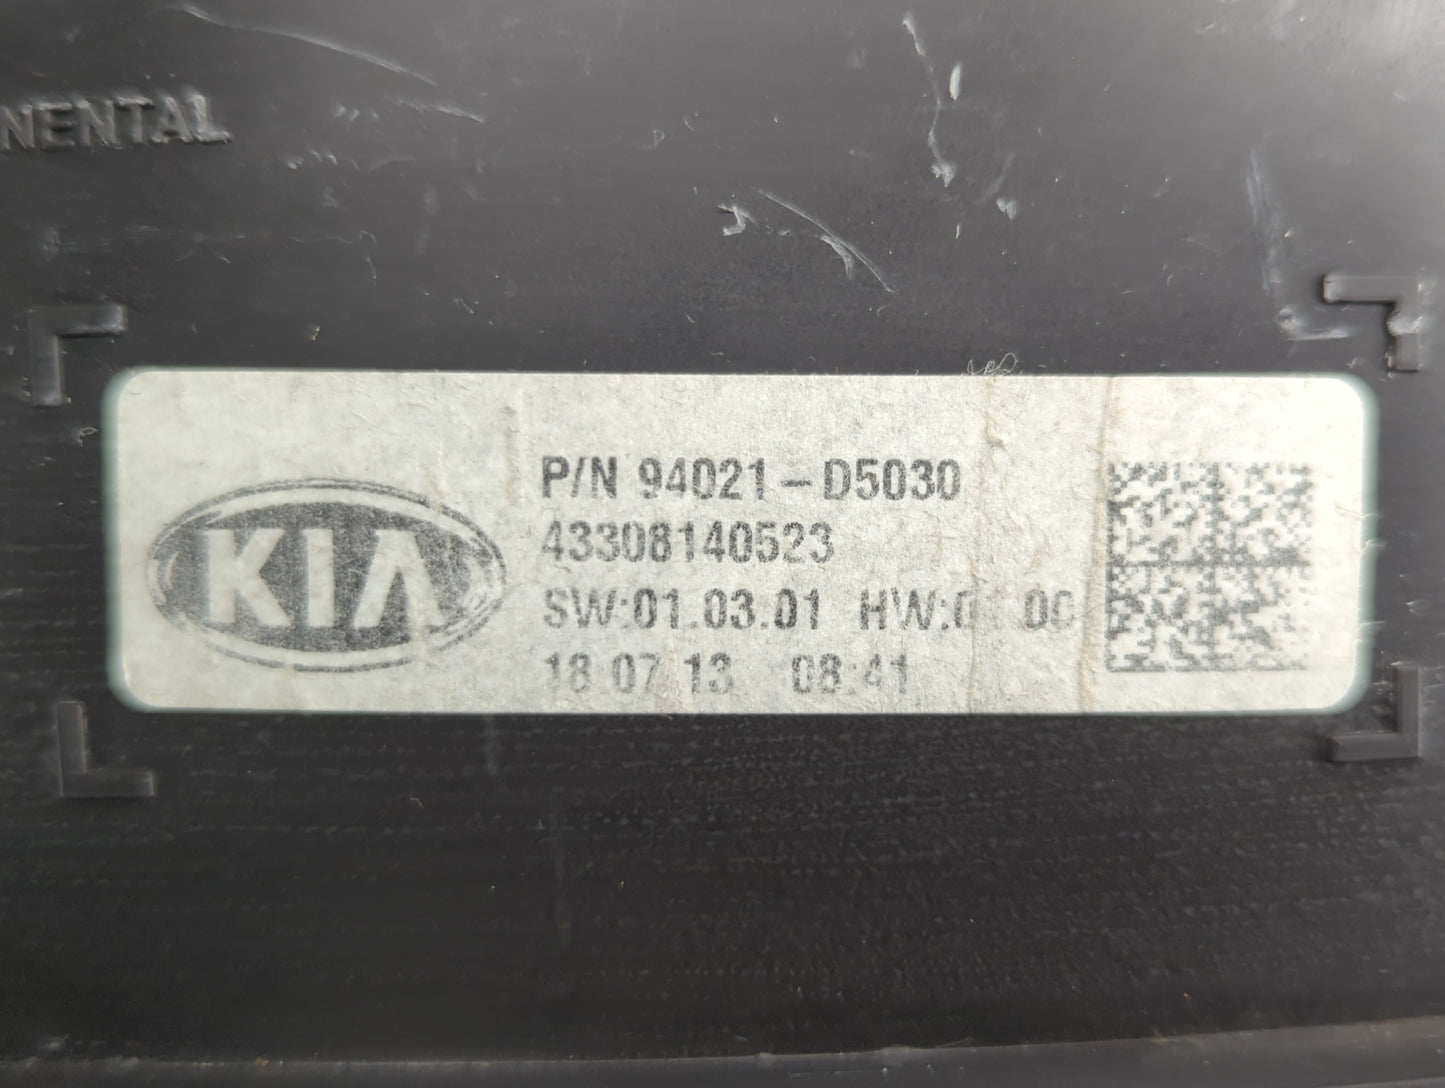 NENTAL
KIA
P/N 94021-D5030
43308140523
SW:01.03.01
18.07.13 08:41